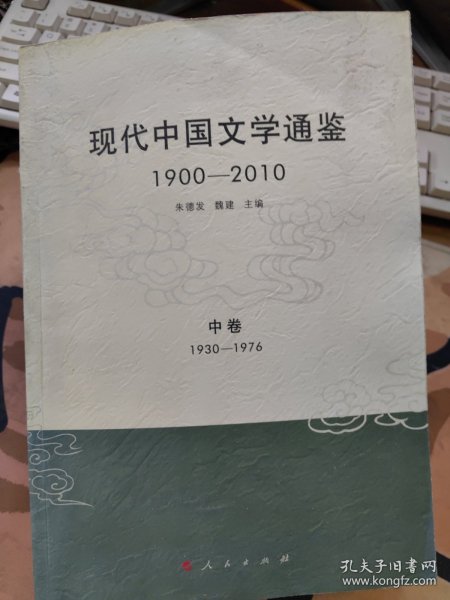 现代中国文学通鉴
1900—2010
朱德发 魏建 主编
中卷
1930—1976
人民出版社
孔夫子旧书网
www.kongfz.com